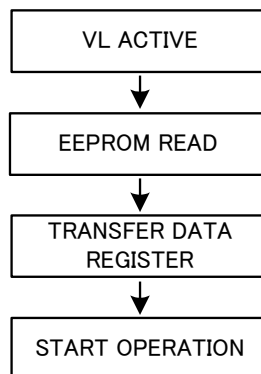 VL ACTIVE
EEPROM READ
TRANSFER DATA
REGISTER
START OPERATION